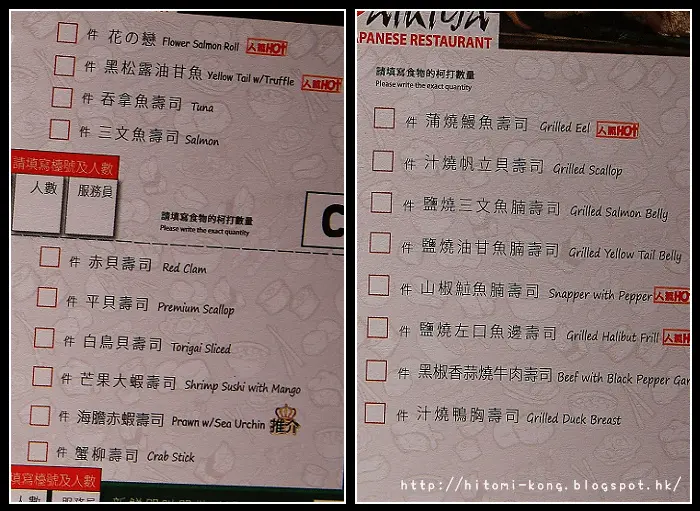 件 花の戀 Flower Salmon Roll 人氣HOT
件 黑松露油甘魚 Yellow Tail w/Truffle 人氣HOT
件 吞拿魚壽司 Tuna
件 三文魚壽司 Salmon
請填寫檯號及人數
人數 服務員
請填寫食物的柯打數量
Please write the exact quantity
C
件 赤貝壽司 Red Clam
件 平貝壽司 Premium Scallop
件 白鳥貝壽司 Torigai Sliced
件 芒果大蝦壽司 Shrimp Sushi with Mango
件 海膽赤蝦壽司 Prawn w/Sea Urchin 推介
件 蟹柳壽司 Crab Stick
填寫檯號及人數
人數 服務員
JAPANESE RESTAURANT
請填寫食物的柯打數量
Please write the exact quantity
件 蒲燒鰻魚壽司 Grilled Eel 人氣HOT
件 汁燒帆立貝壽司 Grilled Scallop
件 鹽燒三文魚腩壽司 Grilled Salmon Belly
件 鹽燒油甘魚腩壽司 Grilled Yellow Tail Belly
件 山椒䱽魚腩壽司 Snapper with Pepper 人氣HO
件 鹽燒左口魚邊壽司 Grilled Halibut Frill 人氣H
件 黑椒香蒜燒牛肉壽司 Beef with Black Pepper Gar
件 汁燒鴨胸壽司 Grilled Duck Breast
http://hitomi-kong.blogspot.hk/